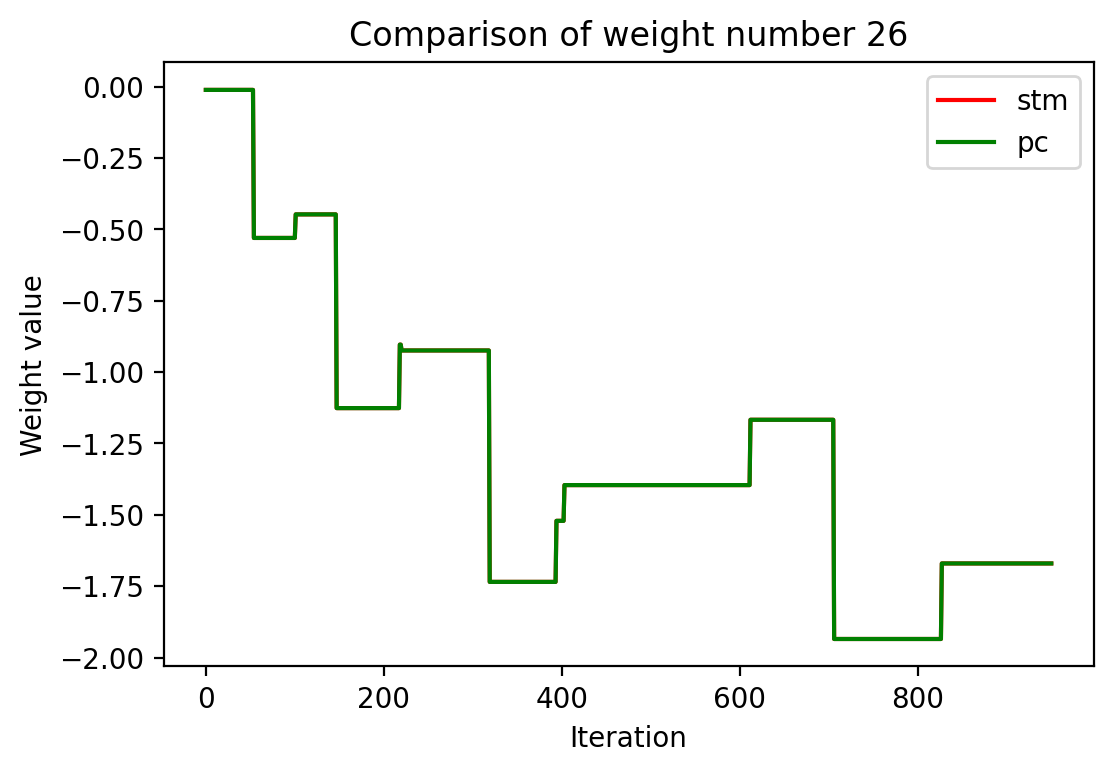 Comparison of weight number 26
stm
pc
Weight value
0.00
−0.25
−0.50
−0.75
−1.00
−1.25
−1.50
−1.75
−2.00
0 200 400 600 800
Iteration